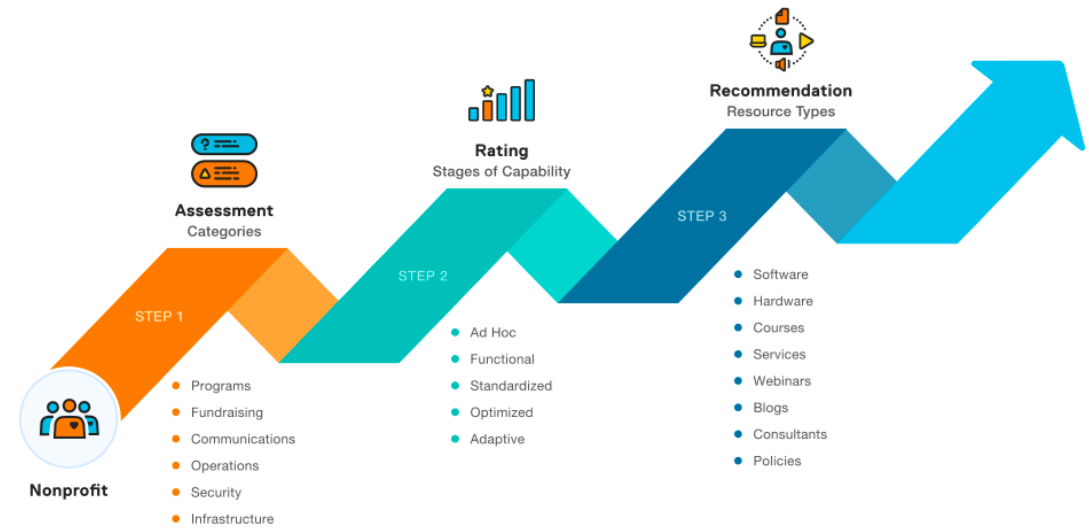 Recommendation
Resource Types
Rating
Stages of Capability
Assessment
Categories
STEP 1
STEP 2
STEP 3
Nonprofit
Programs
Fundraising
Communications
Operations
Security
Infrastructure
Ad Hoc
Functional
Standardized
Optimized
Adaptive
Software
Hardware
Courses
Services
Webinars
Blogs
Consultants
Policies